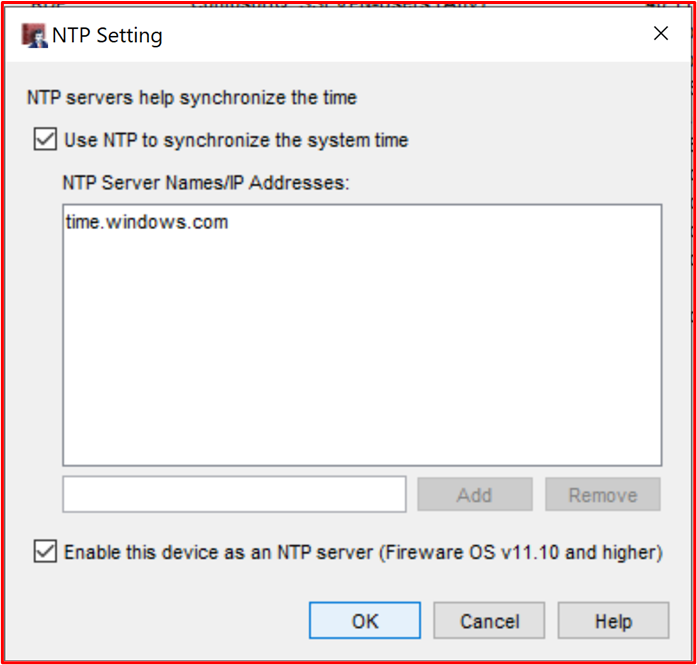 NTP Setting
NTP servers help synchronize the time
Use NTP to synchronize the system time
NTP Server Names/IP Addresses:
time.windows.com
Add
Remove
Enable this device as an NTP server (Fireware OS v11.10 and higher)
OK
Cancel
Help